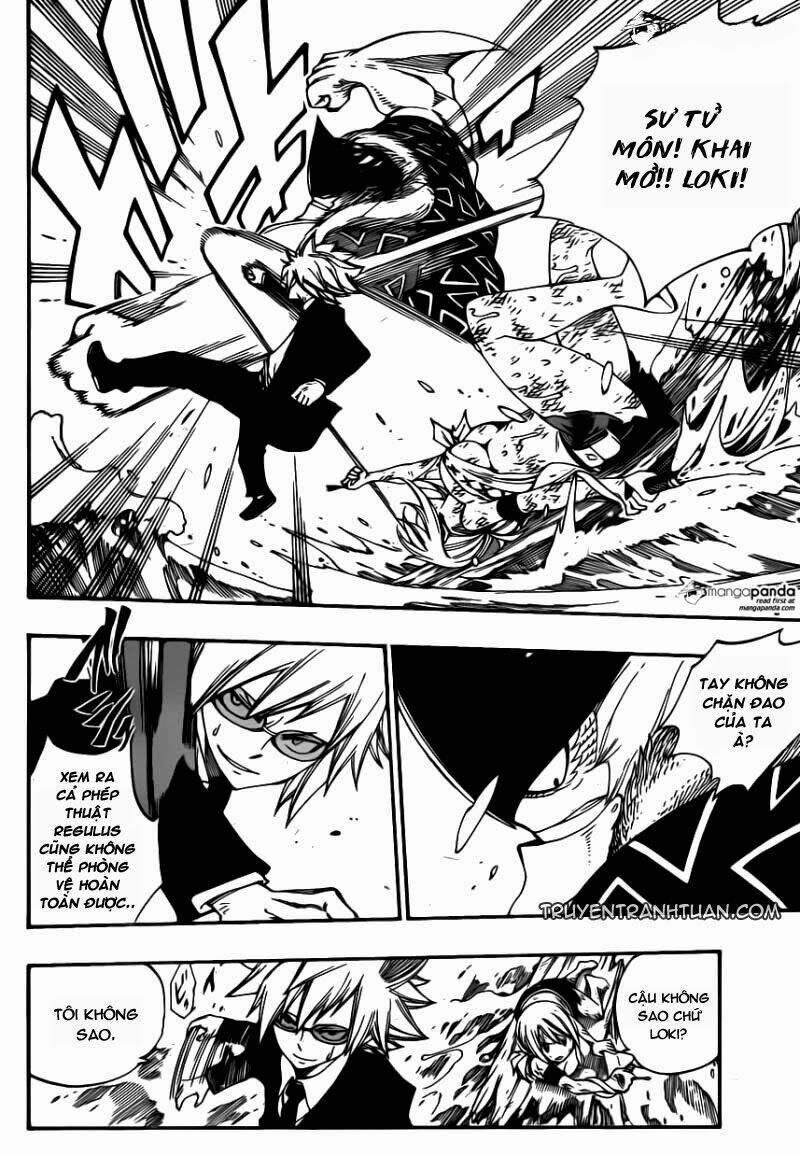 SƯ TỬ
MÔN! KHAI
MỞ!! LOKI!
mangapanda
read first at
mangapanda.com
TAY KHÔNG
CHẶN ĐAO
CỦA TA
À?
XEM RA
CẢ PHÉP
THUẬT
REGULUS
CŨNG KHÔNG
THỂ PHÒNG
VỆ HOÀN
TOÀN ĐƯỢC..
TRUYENTRANHTUAN.COM
CẬU KHÔNG
SAO CHỨ
LOKI?
TÔI KHÔNG
SAO.